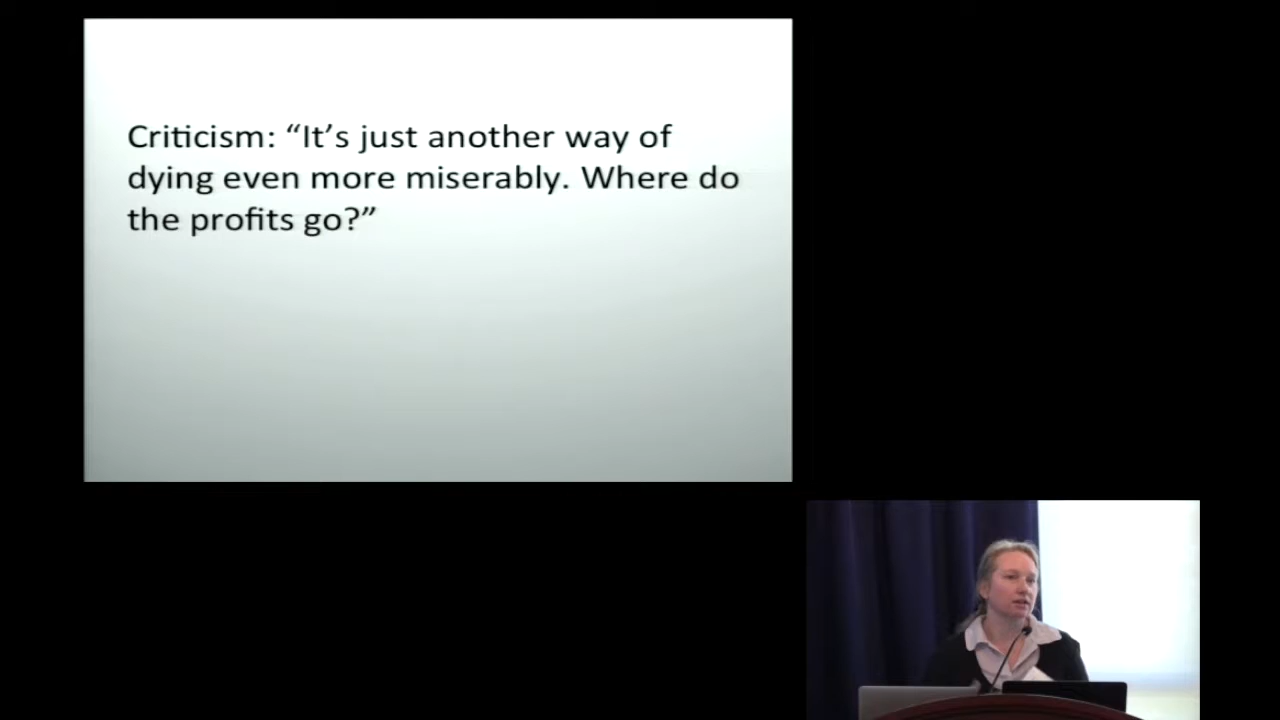 Criticism: “It’s just another way of
dying even more miserably. Where do
the profits go?”